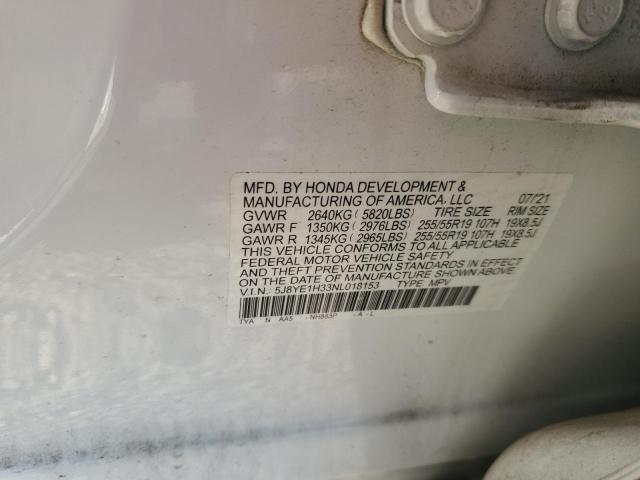 MFD. BY HONDA DEVELOPMENT &
MANUFACTURING OF AMERICA, LLC 07/21
GVWR 2640KG (5820LBS) TIRE SIZE RIM SIZE
GAWR F 1350KG (2976LBS) 255/55R19 107H 19X8.5J
GAWR R 1345KG (2965LBS) 255/55R19 107H 19X8.5J
THIS VEHICLE CONFORMS TO ALL APPLICABLE
FEDERAL MOTOR VEHICLE SAFETY
AND THEFT PREVENTION STANDARDS IN EFFECT
ON THE DATE OF MANUFACTURE SHOWN ABOVE.
V.I.N.: 5J8YE1H33NL018153 TYPE MPV
TYA N AA5 - NH883P - A - L